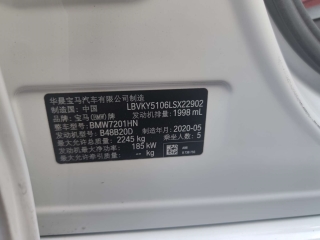 华晨宝马汽车有限公司制造
制造国：中国 LBVKY5106LSX22902
品牌：宝马（BMW）牌 发动机排量：1998 mL
整车型号：BMW7201HN
发动机型号：B48B20D 制造年月：2020-05
最大允许总质量：2245 kg 乘坐人数：5
发动机最大净功率：185 kW
最大允许牵引质量：-- kg